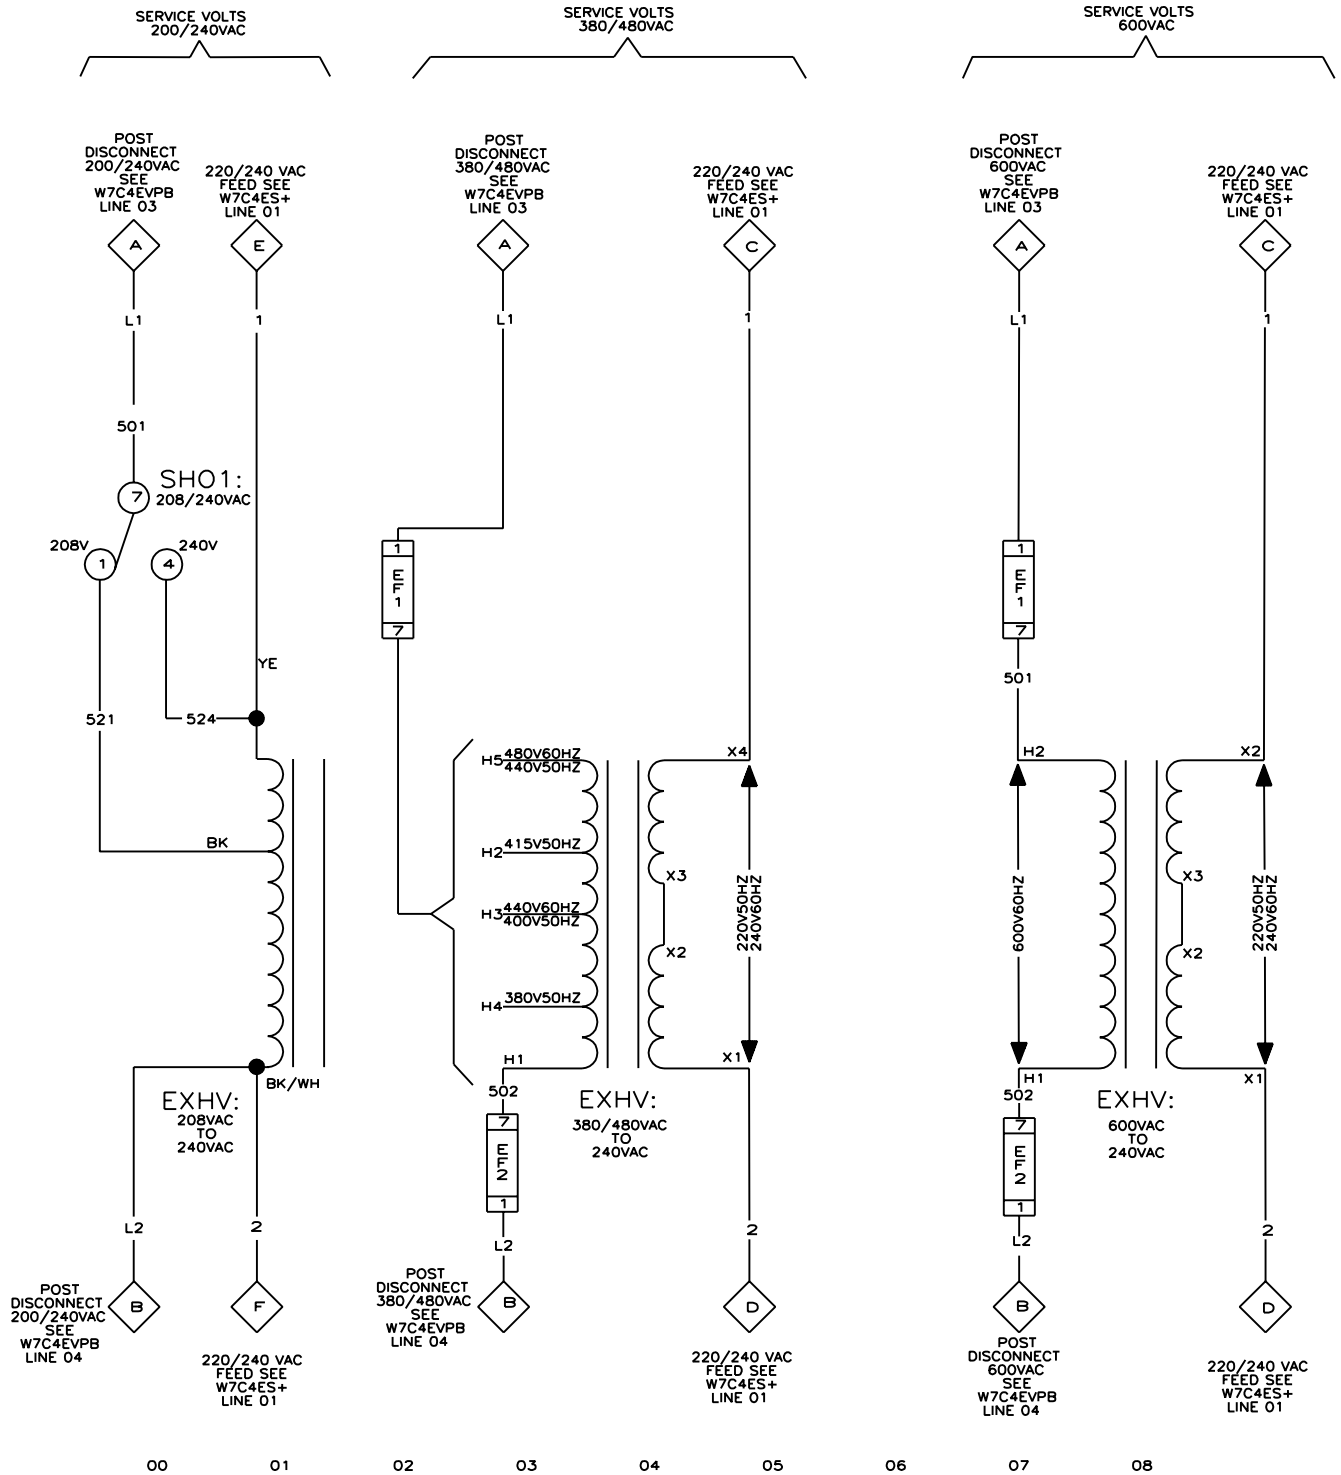 SERVICE VOLTS
200/240VAC
SERVICE VOLTS
380/480VAC
SERVICE VOLTS
600VAC
POST
DISCONNECT
200/240VAC
SEE
W7C4EVPB
LINE 03
220/240 VAC
FEED SEE
W7C4ES+
LINE 01
POST
DISCONNECT
380/480VAC
SEE
W7C4EVPB
LINE 03
220/240 VAC
FEED SEE
W7C4ES+
LINE 01
POST
DISCONNECT
600VAC
SEE
W7C4EVPB
LINE 03
220/240 VAC
FEED SEE
W7C4ES+
LINE 01
A
E
A
C
A
C
L1
1
L1
1
L1
1
501
SHO1:
208/240VAC
7
208V
1
240V
4
YE
521
524
BK
BK/WH
EXHV:
208VAC
TO
240VAC
L2
2
B
F
POST
DISCONNECT
200/240VAC
SEE
W7C4EVPB
LINE 04
220/240 VAC
FEED SEE
W7C4ES+
LINE 01
1
EF1
7
H5
480V60HZ
440V50HZ
H2
415V50HZ
H3
440V60HZ
400V50HZ
H4
380V50HZ
H1
502
7
EF2
1
L2
B
POST
DISCONNECT
380/480VAC
SEE
W7C4EVPB
LINE 04
X4
X3
X2
X1
220V50HZ
240V60HZ
EXHV:
380/480VAC
TO
240VAC
2
D
220/240 VAC
FEED SEE
W7C4ES+
LINE 01
1
EF1
7
501
H2
600V60HZ
H1
502
7
EF2
1
L2
B
POST
DISCONNECT
600VAC
SEE
W7C4EVPB
LINE 04
X2
X3
X2
X1
220V50HZ
240V60HZ
EXHV:
600VAC
TO
240VAC
2
D
220/240 VAC
FEED SEE
W7C4ES+
LINE 01
00 01 02 03 04 05 06 07 08